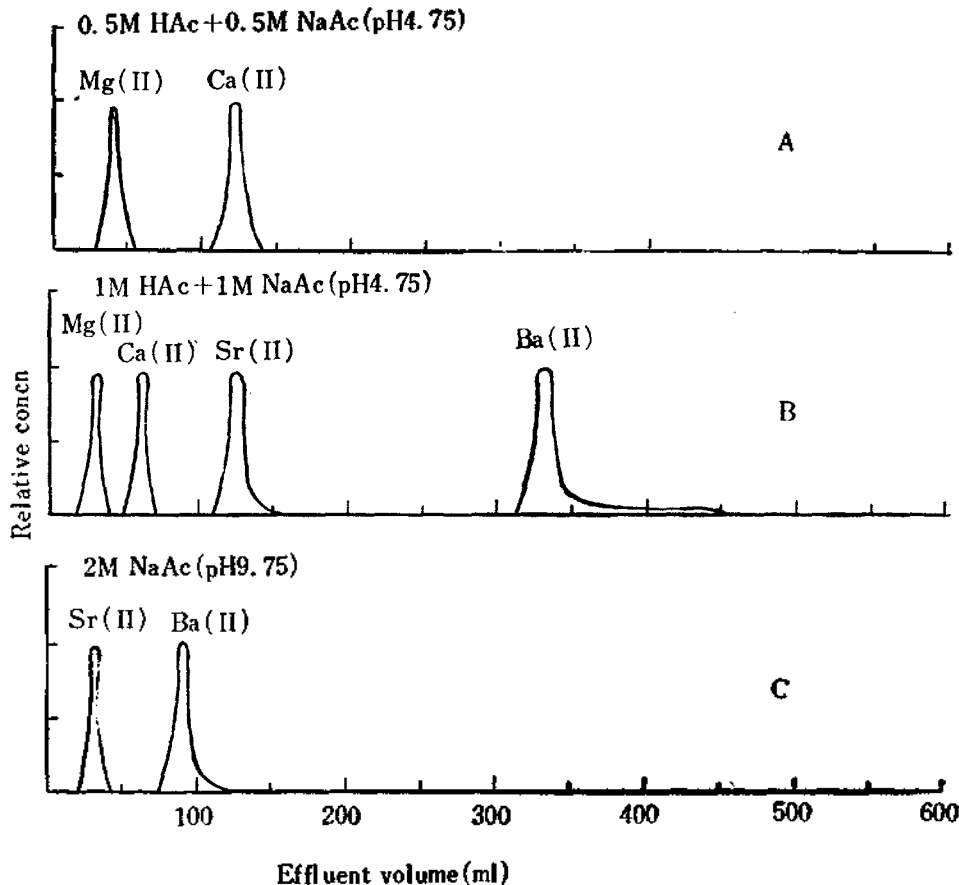 0.5M HAc+0.5M NaAc(pH4.75)
Mg(II) Ca(II)
A
1M HAc+1M NaAc(pH4.75)
Mg(II)
Ca(II) Sr(II) Ba(II)
B
Relative concn
2M NaAc(pH9.75)
Sr(II) Ba(II)
C
100 200 300 400 500 600
Effluent volume(ml)